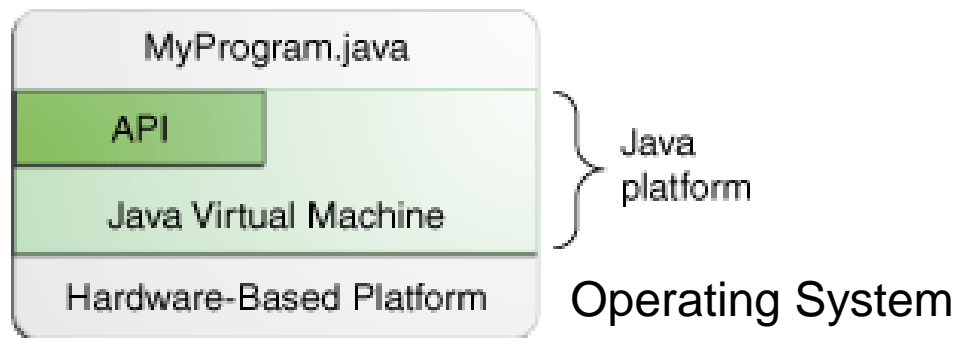 MyProgram.java
API
Java
platform
Java Virtual Machine
Hardware-Based Platform
Operating System